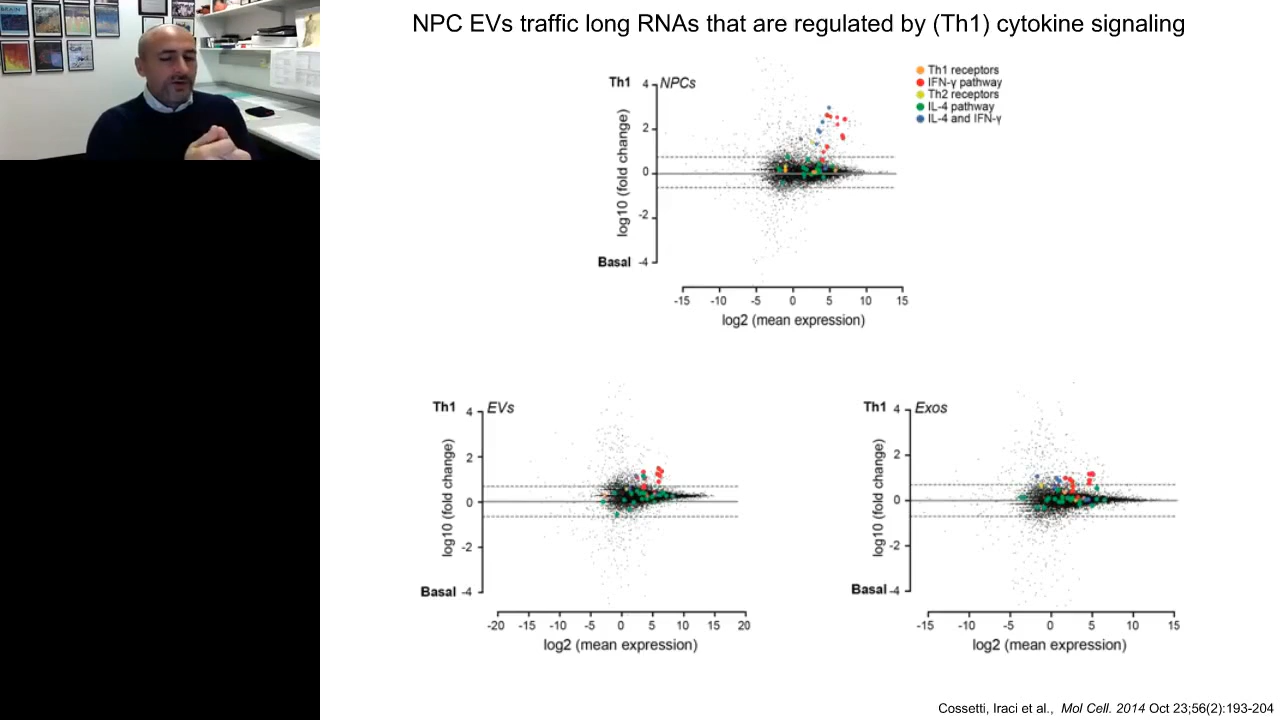 NPC EVs traffic long RNAs that are regulated by (Th1) cytokine signaling
Th1
4
NPCs
2
0
-2
Basal
-4
log10 (fold change)
-15 -10 -5 0 5 10 15
log2 (mean expression)
Th1 receptors
IFN-γ pathway
Th2 receptors
IL-4 pathway
IL-4 and IFN-γ
Th1
4
EVs
2
0
-2
Basal
-4
log10 (fold change)
-20 -15 -10 -5 0 5 10 15 20
log2 (mean expression)
Th1
4
Exos
2
0
-2
Basal
-4
log10 (fold change)
-15 -10 -5 0 5 10 15
log2 (mean expression)
Cossetti, Iraci et al., Mol Cell. 2014 Oct 23;56(2):193-204